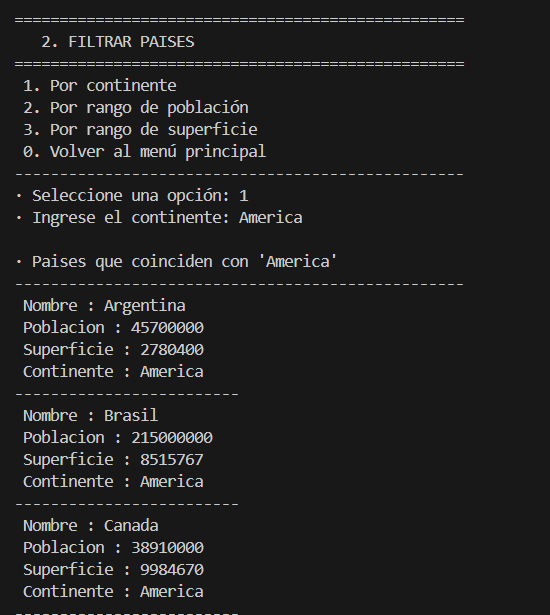 ==================================================
2. FILTRAR PAISES
==================================================
1. Por continente
2. Por rango de población
3. Por rango de superficie
0. Volver al menú principal
--------------------------------------------------
· Seleccione una opción: 1
· Ingrese el continente: America
· Paises que coinciden con 'America'
--------------------------------------------------
Nombre : Argentina
Poblacion : 45700000
Superficie : 2780400
Continente : America
-------------------------
Nombre : Brasil
Poblacion : 215000000
Superficie : 8515767
Continente : America
-------------------------
Nombre : Canada
Poblacion : 38910000
Superficie : 9984670
Continente : America
-------------------------